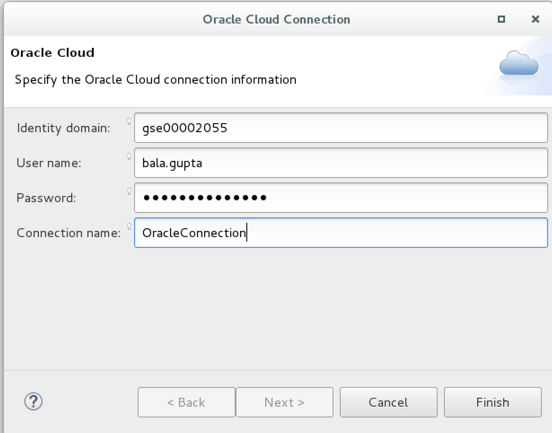 Oracle Cloud Connection
Oracle Cloud
Specify the Oracle Cloud connection information
Identity domain: gse00002055
User name: bala.gupta
Password: ●●●●●●●●●●●●●●
Connection name: OracleConnection
? < Back Next > Cancel Finish